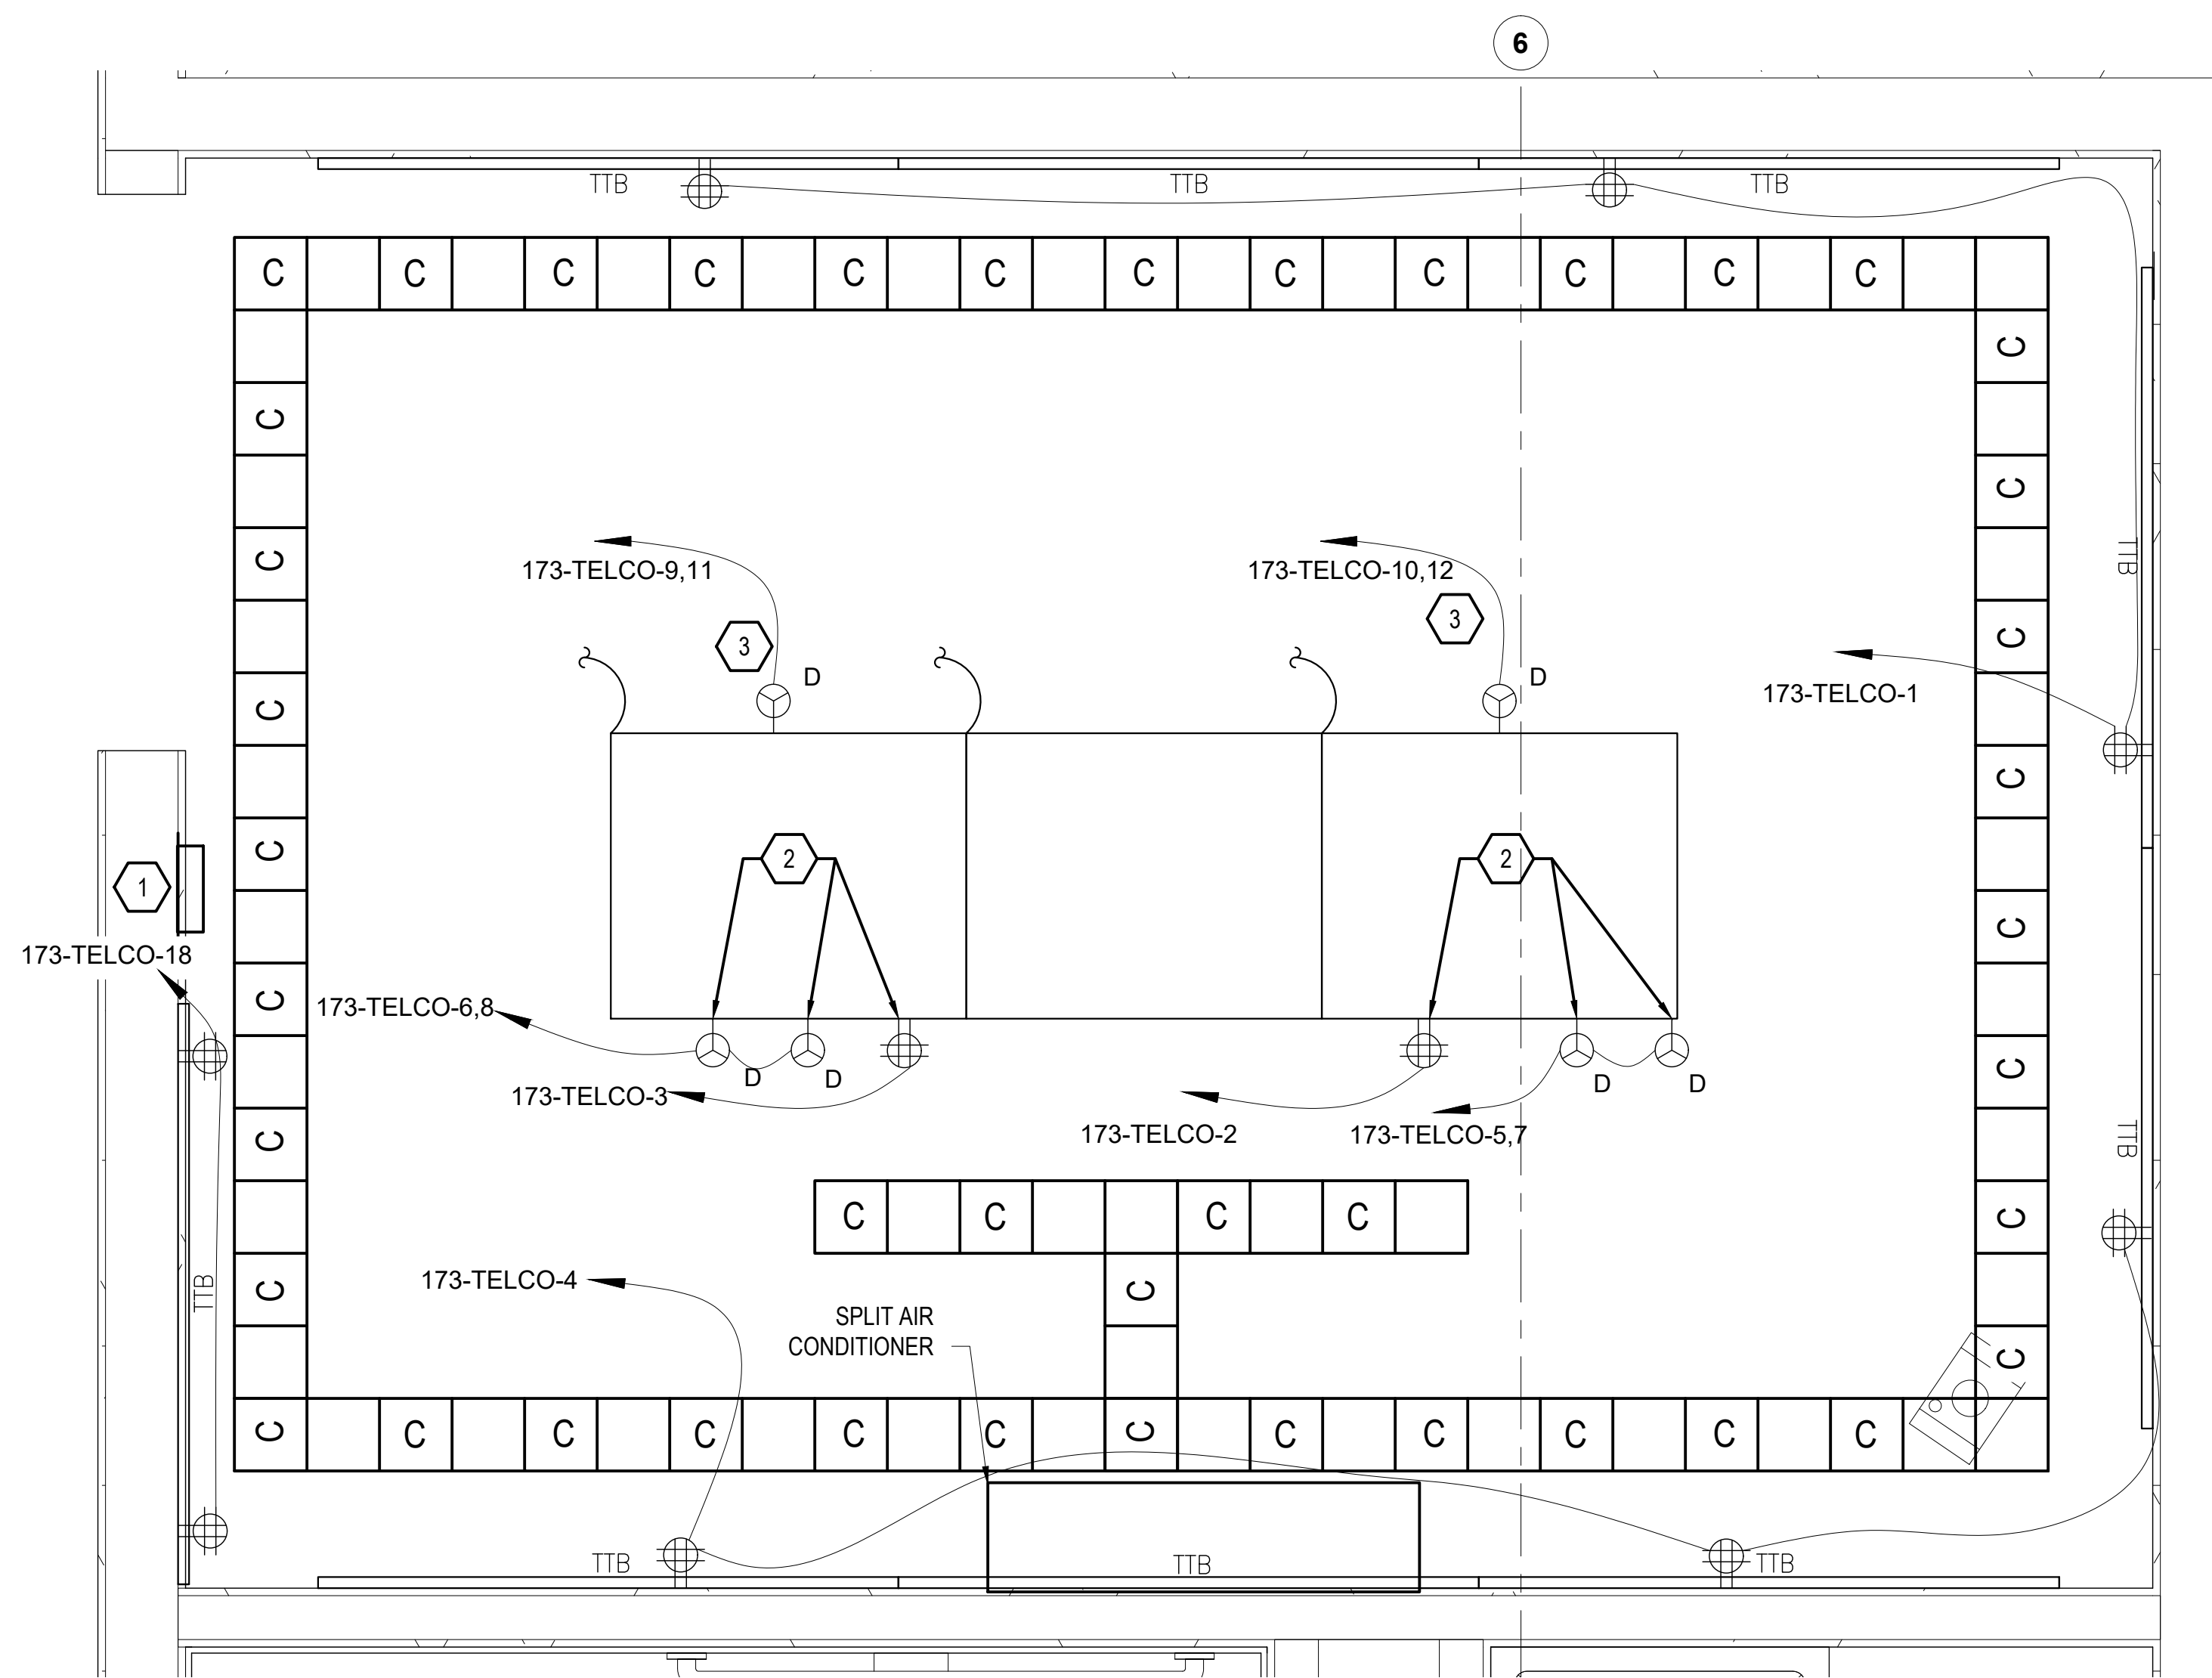 6
TTB TTB TTB
C C C C C C C C C C C C
C
C
C
C
TTB
173-TELCO-9,11 173-TELCO-10,12
C
3 3
C
D D
173-TELCO-1
C
C
C
2 2
1
C
C
173-TELCO-18
C
173-TELCO-6,8
C
D D D D
173-TELCO-3
173-TELCO-2 173-TELCO-5,7
C
TTB
C C C C
C
173-TELCO-4
TTB
C C
SPLIT AIR
CONDITIONER
C
C C C C C C C C C C C C
TTB TTB TTB